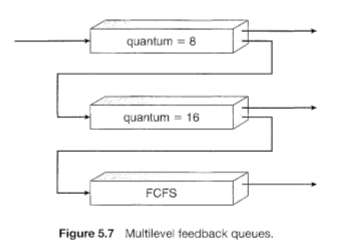 quantum = 8
quantum = 16
FCFS
Figure 5.7 Multilevel feedback queues.